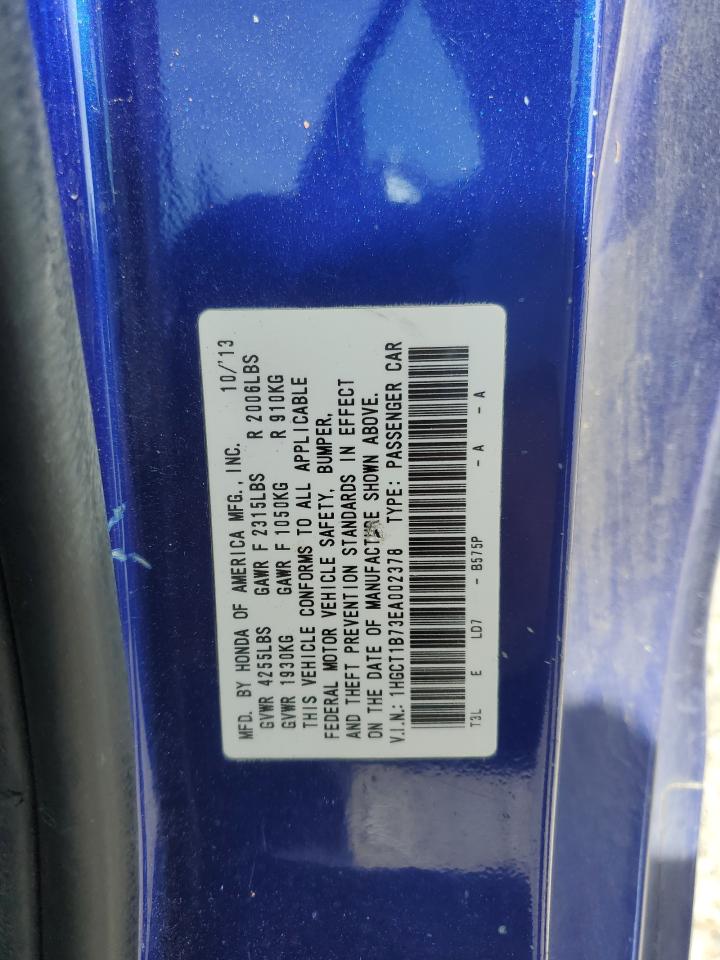 MFD. BY HONDA OF AMERICA MFG., INC. 10/'13
GVWR 4255LBS GAWR F 2315LBS R 2006LBS
GVWR 1930KG GAWR F 1050KG R 910KG
THIS VEHICLE CONFORMS TO ALL APPLICABLE
FEDERAL MOTOR VEHICLE SAFETY, BUMPER,
AND THEFT PREVENTION STANDARDS IN EFFECT
ON THE DATE OF MANUFACTURE SHOWN ABOVE.
V.I.N.: 1HGCT1B73EA002378 TYPE: PASSENGER CAR
T3L E LD7 - B575P - A - A